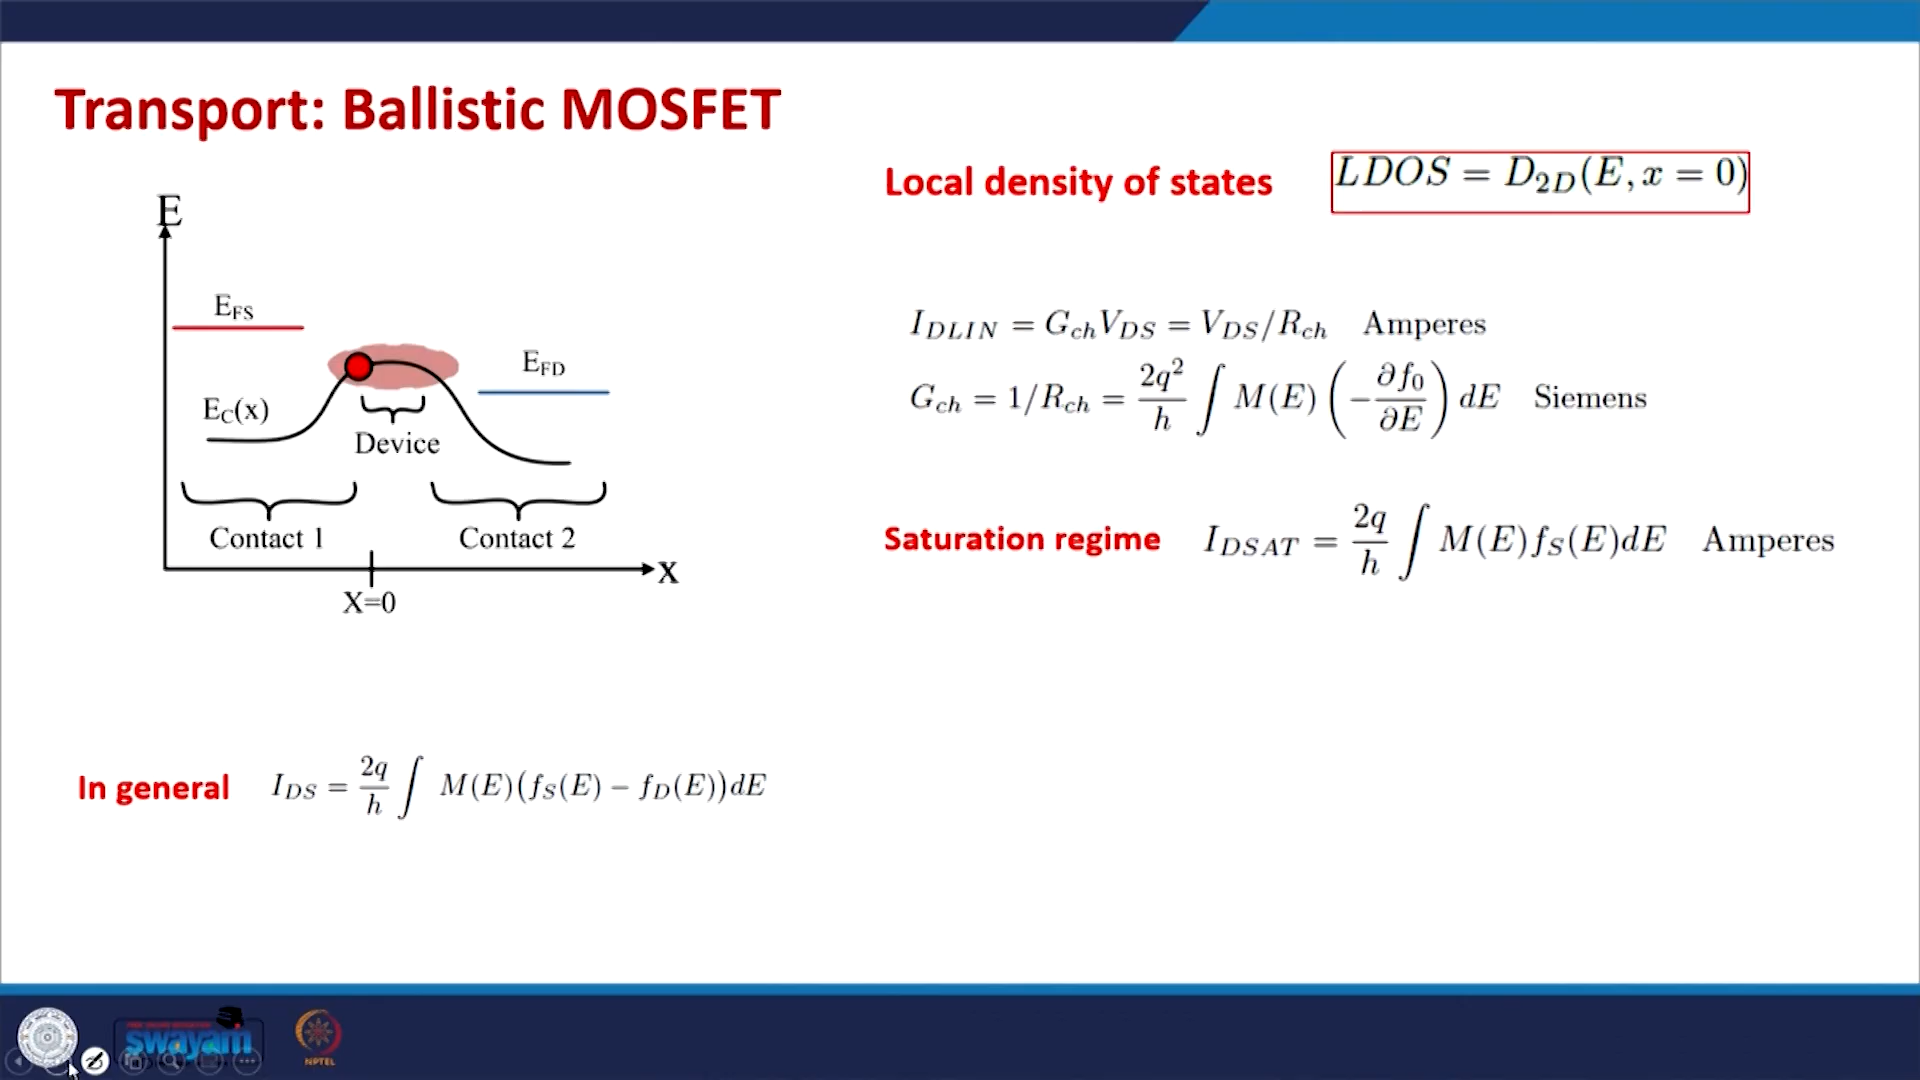 Transport: Ballistic MOSFET
Local density of states LDOS = D₂D(E, x = 0)
E
E_FS
E_FD
E_C(x)
Device
Contact 1 Contact 2
X
X=0
I_DLIN = G_ch V_DS = V_DS/R_ch Amperes
G_ch = 1/R_ch = 2q²/h ∫ M(E) (−∂f₀/∂E) dE Siemens
Saturation regime I_DSAT = 2q/h ∫ M(E)f_S(E)dE Amperes
In general I_DS = 2q/h ∫ M(E)(f_S(E) − f_D(E))dE
swayam
NPTEL